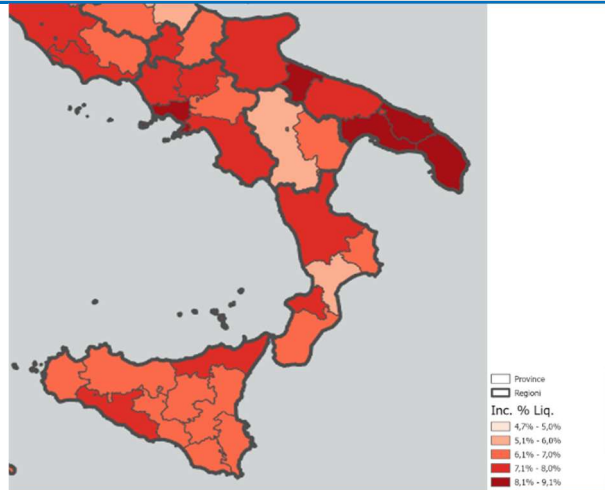 Province
Regioni
Inc. % Liq.
4,7% - 5,0%
5,1% - 6,0%
6,1% - 7,0%
7,1% - 8,0%
8,1% - 9,1%